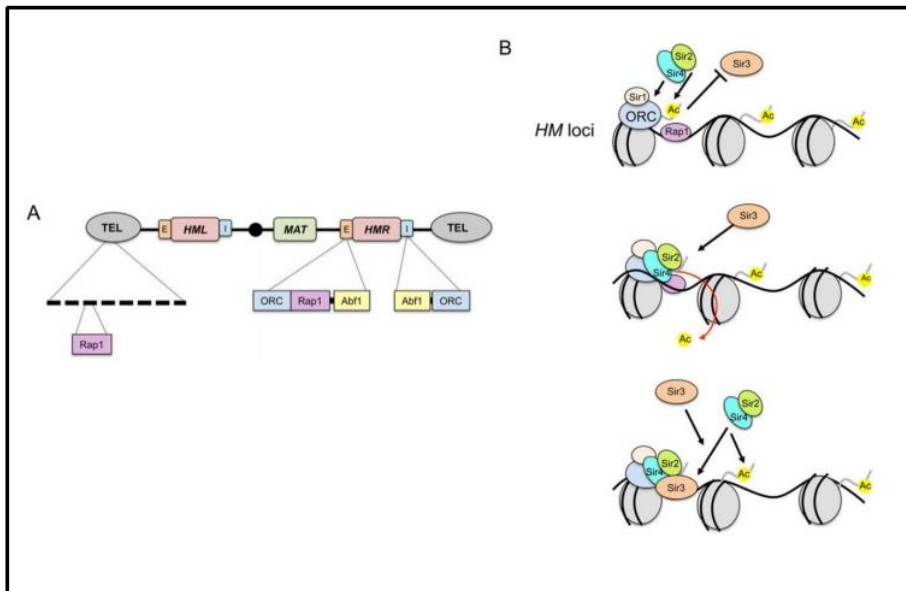 A
TEL
E
HML
I
MAT
E
HMR
I
TEL
ORC Rap1 Abf1
Abf1 ORC
Rap1
B
HM loci
Sir2
Sir4
Sir3
Sir1
ORC
Ac
Rap1
Ac
Ac
Sir3
Sir2
Sir4
Ac
Ac
Ac
Sir3
Sir2
Sir4
Sir2
Sir4
Sir3
Ac
Ac